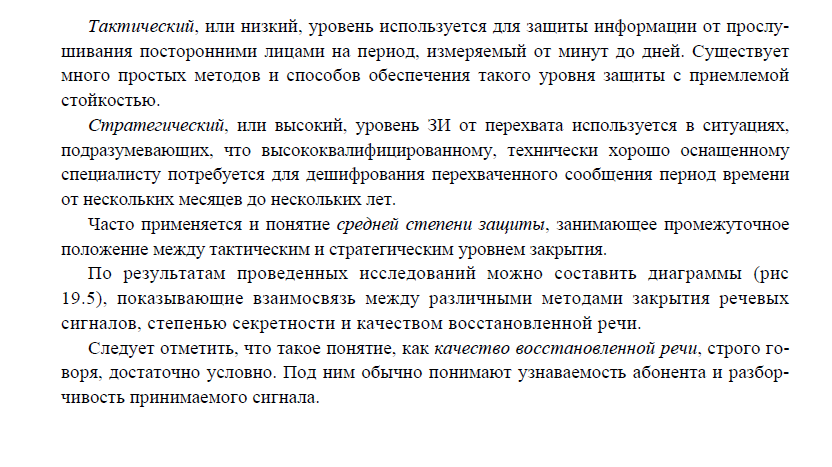 Тактический, или низкий, уровень используется для защиты информации от прослу-
шивания посторонними лицами на период, измеряемый от минут до дней. Существует
много простых методов и способов обеспечения такого уровня зашиты с приемлемой
стойкостью.
Стратегический, или высокий, уровень ЗИ от перехвата используется в ситуациях,
подразумевающих, что высококвалифицированному, технически хорошо оснащенному
специалисту потребуется для дешифрования перехваченного сообщения период времени
от нескольких месяцев до нескольких лет.
Часто применяется и понятие средней степени защиты, занимающее промежуточное
положение между тактическим и стратегическим уровнем закрытия.
По результатам проведенных исследований можно составить диаграммы (рис
19.5), показывающие взаимосвязь между различными методами закрытия речевых
сигналов, степенью секретности и качеством восстановленной речи.
Следует отметить, что такое понятие, как качество восстановленной речи, строго го-
воря, достаточно условно. Под ним обычно понимают узнаваемость абонента и разбор-
чивость принимаемого сигнала.